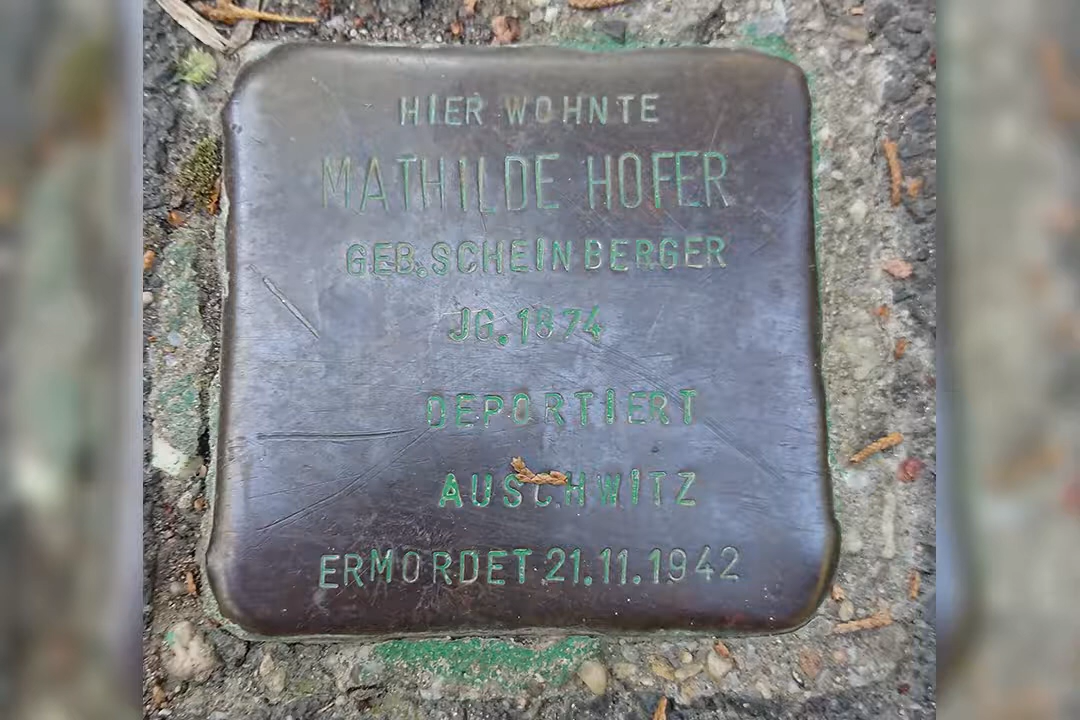 HIER WOHNTE
MATHILDE HOFER
GEB. SCHEINBERGER
JG. 1874
DEPORTIERT
AUSCHWITZ
ERMORDET 21.11.1942